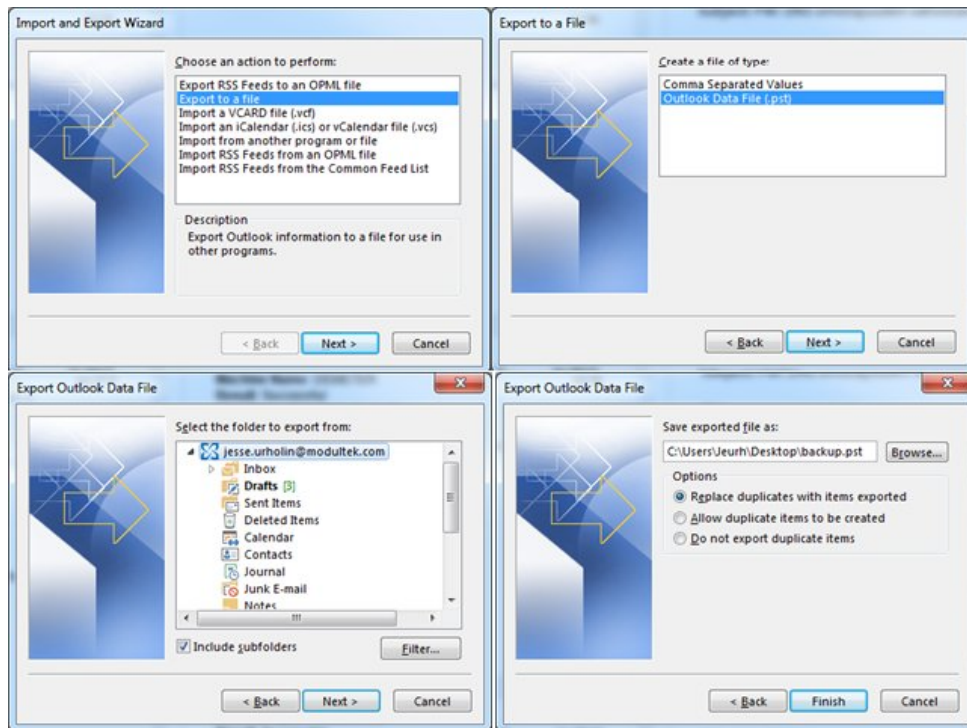 Import and Export Wizard
Choose an action to perform:
Export RSS Feeds to an OPML file
Export to a file
Import a VCARD file (.vcf)
Import an iCalendar (.ics) or vCalendar file (.vcs)
Import from another program or file
Import RSS Feeds from an OPML file
Import RSS Feeds from the Common Feed List
Description
Export Outlook information to a file for use in
other programs.
< Back
Next >
Cancel
Export to a File
Create a file of type:
Comma Separated Values
Outlook Data File (.pst)
< Back
Next >
Cancel
Export Outlook Data File
Select the folder to export from:
jesse.urholin@modultek.com
Inbox
Drafts [3]
Sent Items
Deleted Items
Calendar
Contacts
Journal
Junk E-mail
Notes
Include subfolders
Filter...
< Back
Next >
Cancel
Export Outlook Data File
Save exported file as:
C:\Users\Jeurh\Desktop\backup.pst
Browse...
Options
Replace duplicates with items exported
Allow duplicate items to be created
Do not export duplicate items
< Back
Finish
Cancel